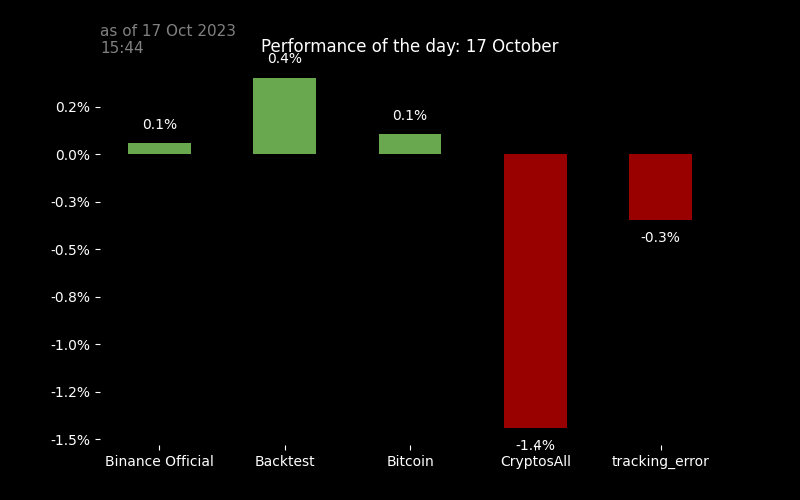 as of 17 Oct 2023
15:44
Performance of the day: 17 October
0.4%
0.2%
0.1%
0.1%
0.0%
-0.3%
-0.3%
-0.5%
-0.8%
-1.0%
-1.2%
-1.5%
-1.4%
Binance Official
Backtest
Bitcoin
CryptosAll
tracking_error